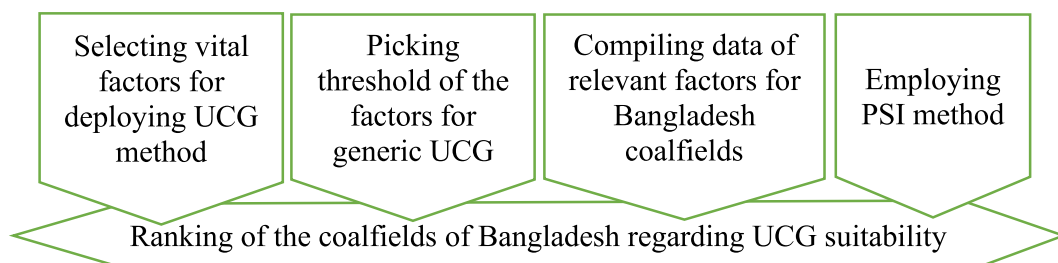 Selecting vital
factors for
deploying UCG
method
Picking
threshold of the
factors for
generic UCG
Compiling data of
relevant factors for
Bangladesh
coalfields
Employing
PSI method
Ranking of the coalfields of Bangladesh regarding UCG suitability